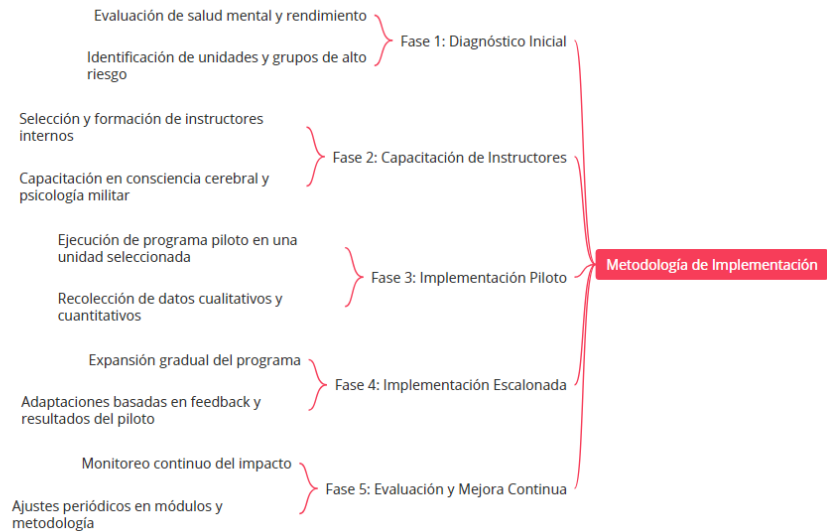 Metodología de Implementación
Fase 1: Diagnóstico Inicial
Evaluación de salud mental y rendimiento
Identificación de unidades y grupos de alto
riesgo
Fase 2: Capacitación de Instructores
Selección y formación de instructores
internos
Capacitación en consciencia cerebral y
psicología militar
Fase 3: Implementación Piloto
Ejecución de programa piloto en una
unidad seleccionada
Recolección de datos cualitativos y
cuantitativos
Fase 4: Implementación Escalonada
Expansión gradual del programa
Adaptaciones basadas en feedback y
resultados del piloto
Fase 5: Evaluación y Mejora Continua
Monitoreo continuo del impacto
Ajustes periódicos en módulos y
metodología